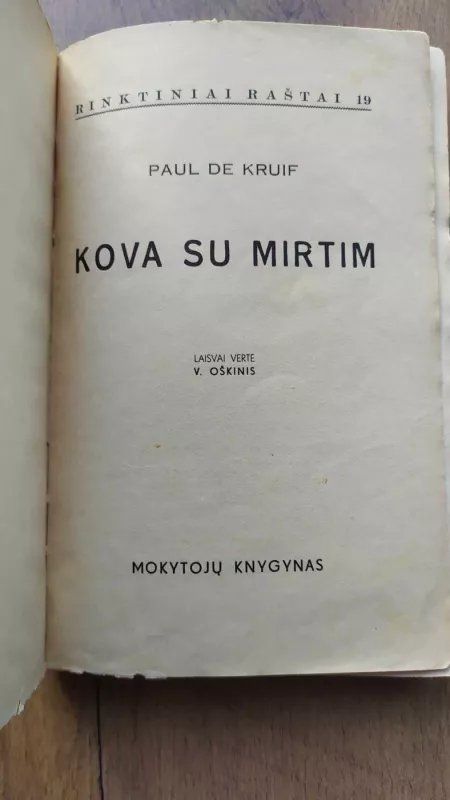 RINKTINIAI RAŠTAI 19
PAUL DE KRUIF
KOVA SU MIRTIM
LAISVAI VERTĖ
V. OŠKINIS
MOKYTOJŲ KNYGYNAS